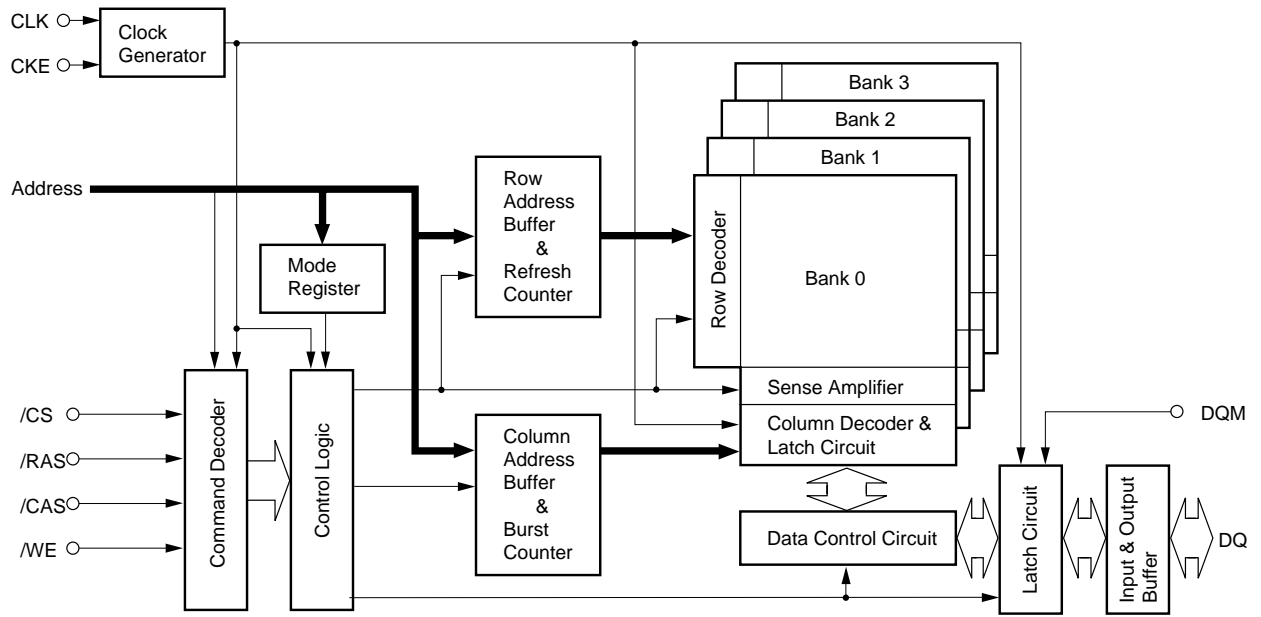 CLK
Clock
Generator
CKE
Bank 3
Bank 2
Bank 1
Address
Row
Address
Buffer
&
Refresh
Counter
Row Decoder
Bank 0
Mode
Register
Sense Amplifier
Column Decoder &
Latch Circuit
/CS
/RAS
/CAS
/WE
Command Decoder
Control Logic
Column
Address
Buffer
&
Burst
Counter
DQM
Data Control Circuit
Latch Circuit
Input & Output
Buffer
DQ